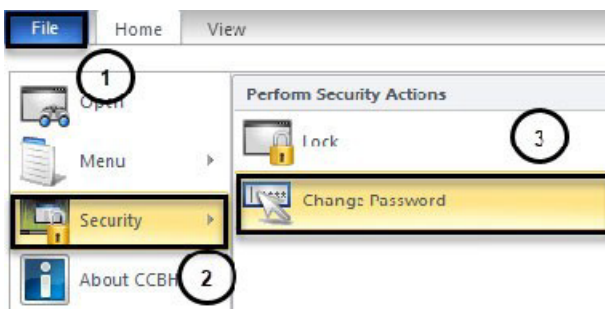 File Home View
1
Open
Perform Security Actions
Lock
3
Menu
Change Password
Security
About CCBH
2